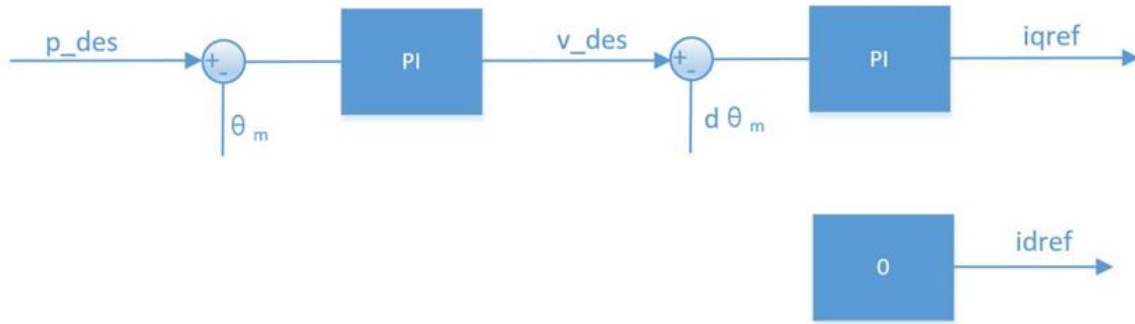 p_des
+
-
θ m
PI
v_des
+
-
d θ m
PI
iqref
0
idref